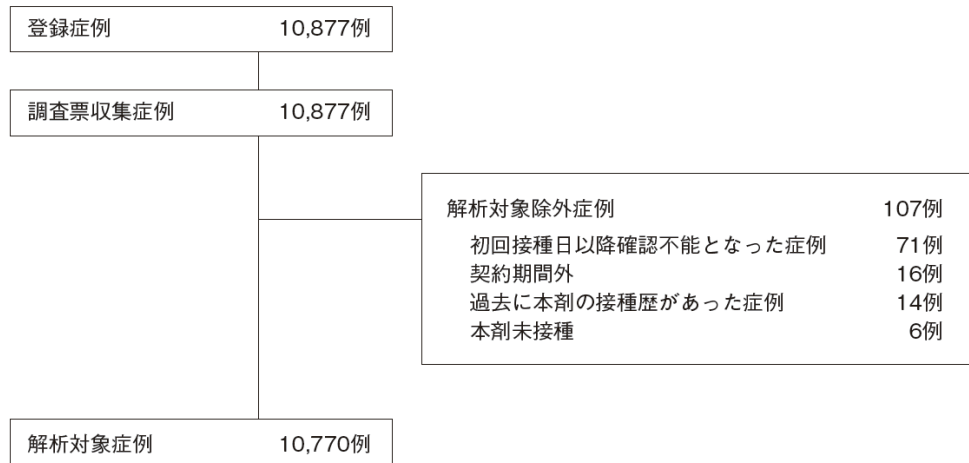 登録症例 10,877例
調査票収集症例 10,877例
解析対象除外症例 107例
初回接種日以降確認不能となった症例 71例
契約期間外 16例
過去に本剤の接種歴があった症例 14例
本剤未接種 6例
解析対象症例 10,770例